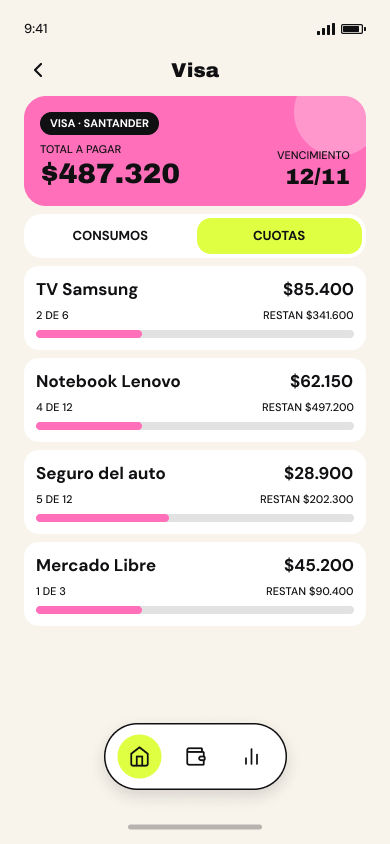 9:41
Visa
VISA · SANTANDER
TOTAL A PAGAR
$487.320
VENCIMIENTO
12/11
CONSUMOS
CUOTAS
TV Samsung
$85.400
2 DE 6
RESTAN $341.600
Notebook Lenovo
$62.150
4 DE 12
RESTAN $497.200
Seguro del auto
$28.900
5 DE 12
RESTAN $202.300
Mercado Libre
$45.200
1 DE 3
RESTAN $90.400